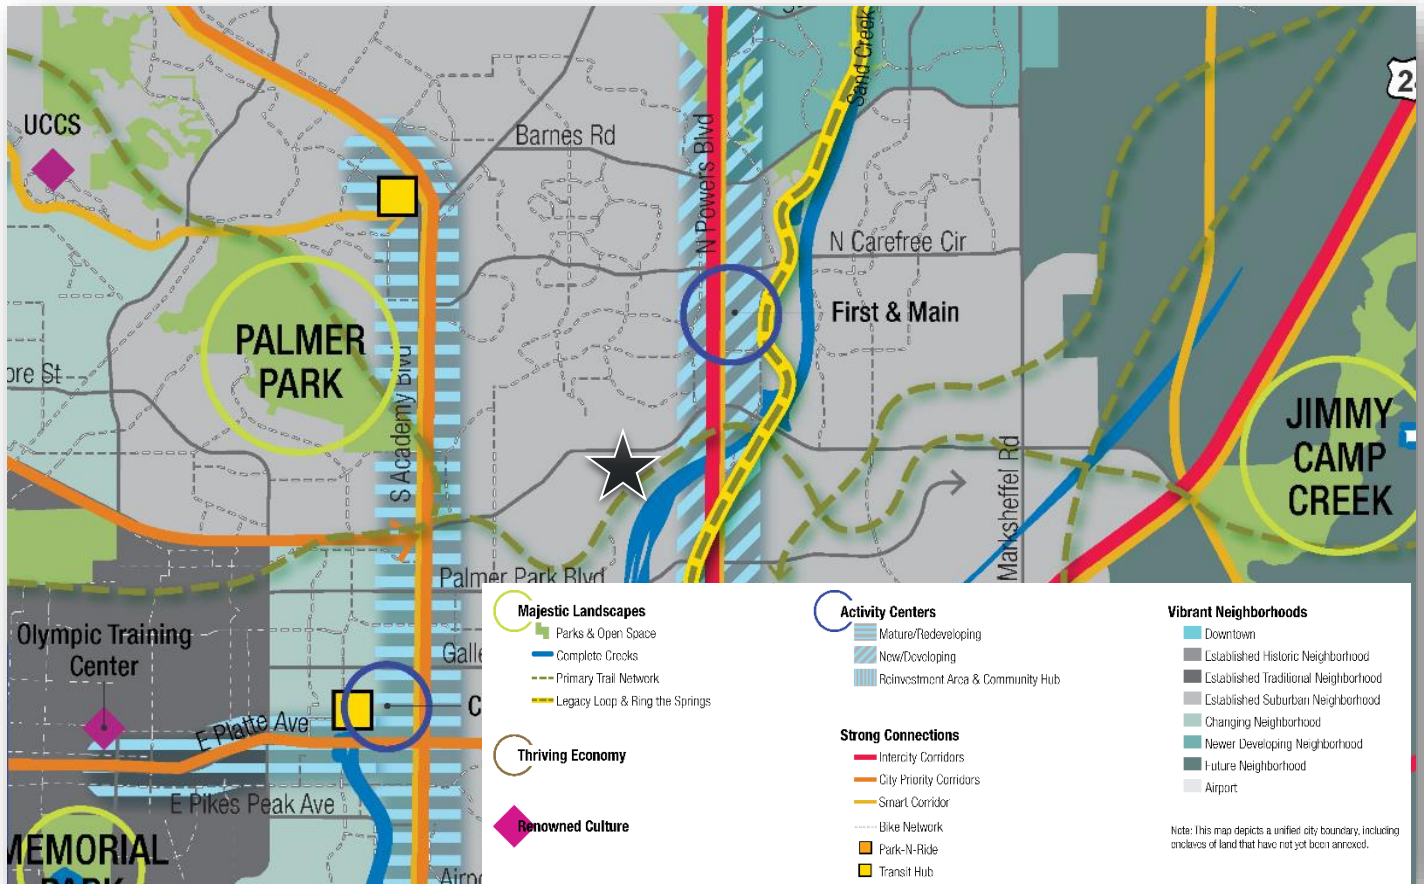 Sand Creek
2
UCCS
Barnes Rd
N Powers Blvd
N Carefree Cir
First & Main
PALMER
PARK
ore St
S Academy Blvd
JIMMY
CAMP
CREEK
Marksheffel Rd
Palmer Park Blvd
Olympic Training
Center
Galle
C
E Platte Ave
E Pikes Peak Ave
MEMORIAL
PARK
Airpo
Majestic Landscapes
Parks & Open Space
Complete Creeks
Primary Trail Network
Legacy Loop & Ring the Springs
Thriving Economy
Renowned Culture
Activity Centers
Mature/Redeveloping
New/Developing
Reinvestment Area & Community Hub
Strong Connections
Intercity Corridors
City Priority Corridors
Smart Corridor
Bike Network
Park-N-Ride
Transit Hub
Vibrant Neighborhoods
Downtown
Established Historic Neighborhood
Established Traditional Neighborhood
Established Suburban Neighborhood
Changing Neighborhood
Newer Developing Neighborhood
Future Neighborhood
Airport
Note: This map depicts a unified city boundary, including
enclaves of land that have not yet been annexed.